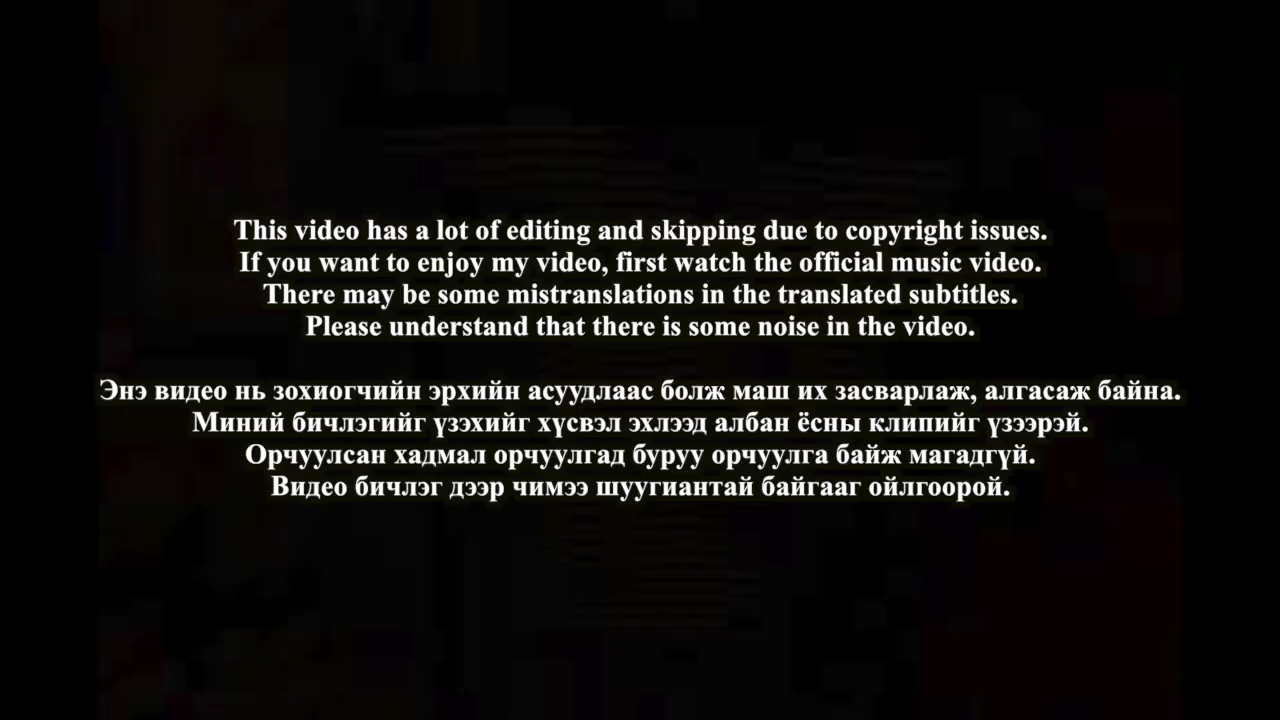 This video has a lot of editing and skipping due to copyright issues.
If you want to enjoy my video, first watch the official music video.
There may be some mistranslations in the translated subtitles.
Please understand that there is some noise in the video.
Энэ видео нь зохиогчийн эрхийн асуудлаас болж маш их засварлаж, алгасаж байна.
Миний бичлэгийг үзэхийг хүсвэл эхлээд албан ёсны клипийг үзээрэй.
Орчуулсан хадмал орчуулгад буруу орчуулга байж магадгүй.
Видео бичлэг дээр чимээ шуугиантай байгааг ойлгоорой.